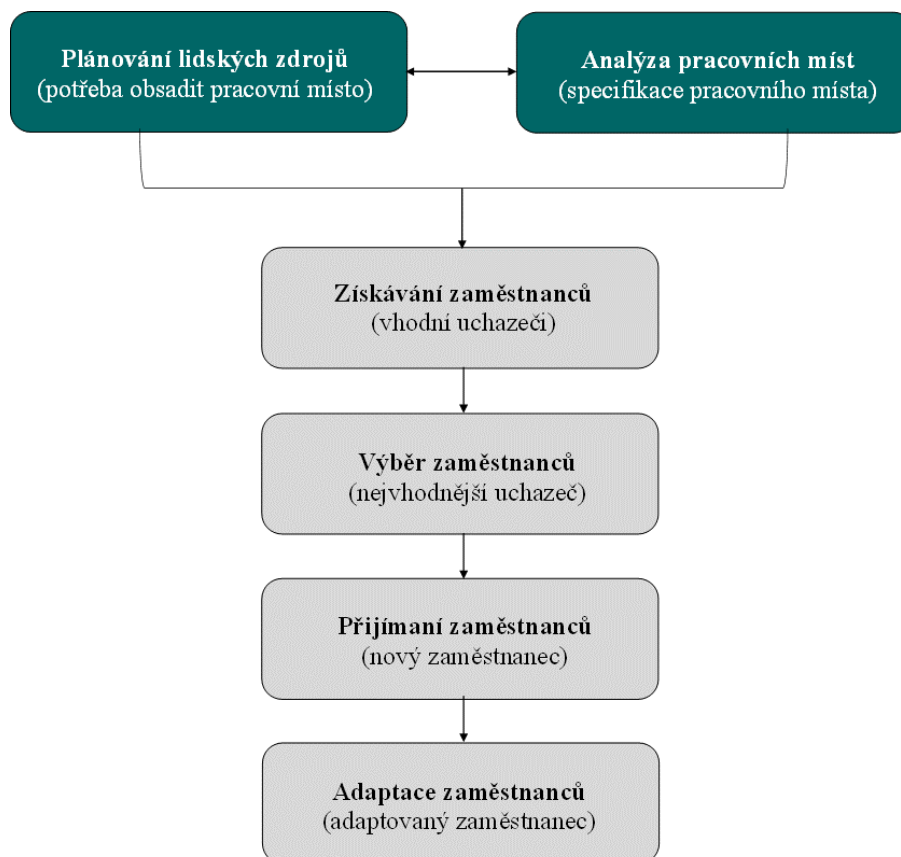 Plánování lidských zdrojů
(potřeba obsadit pracovní místo)
Analýza pracovních míst
(specifikace pracovního místa)
Získávání zaměstnanců
(vhodní uchazeči)
Výběr zaměstnanců
(nejvhodnější uchazeč)
Přijímaní zaměstnanců
(nový zaměstnanec)
Adaptace zaměstnanců
(adaptovaný zaměstnanec)